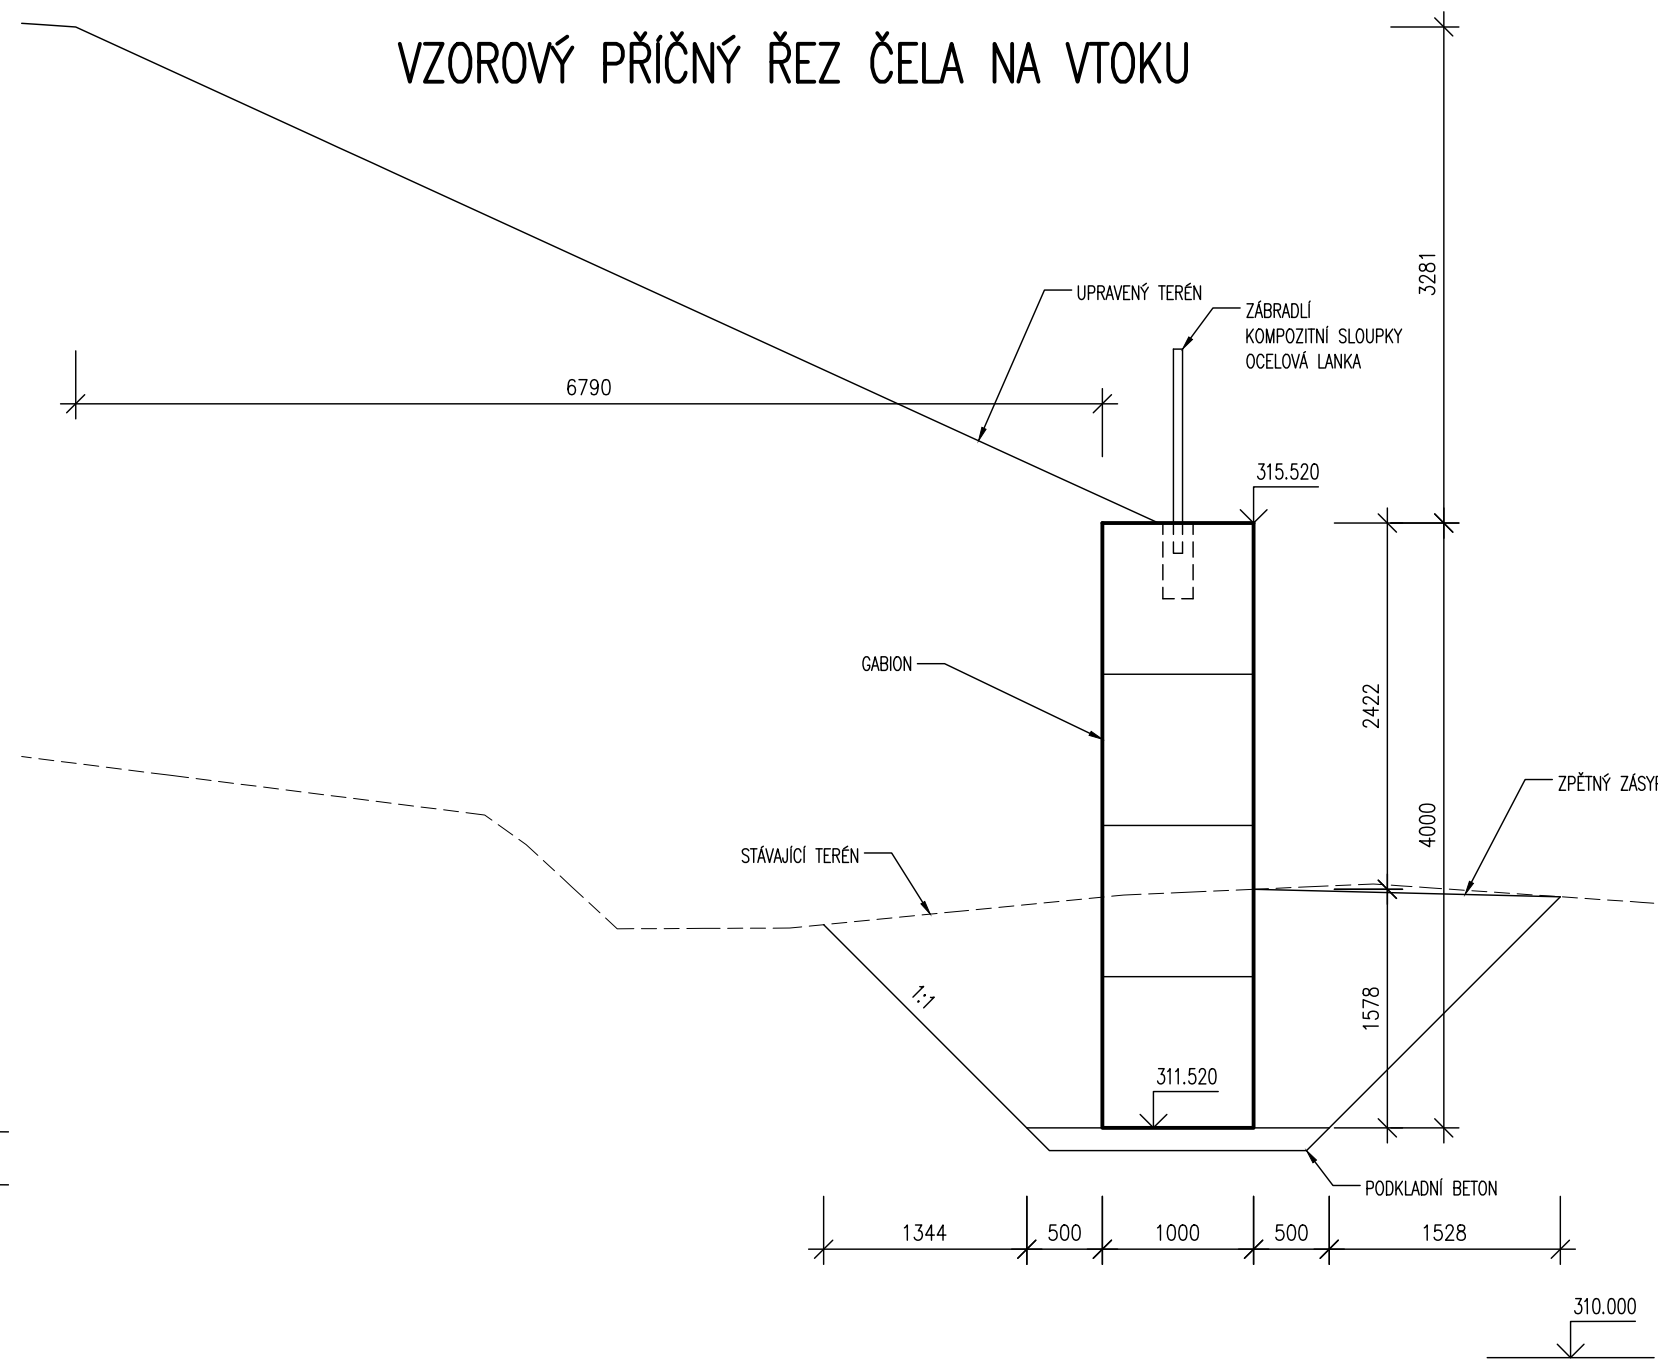 VZOROVÝ PŘÍČNÝ ŘEZ ČELA NA VTOKU
3281
UPRAVENÝ TERÉN
ZÁBRADLÍ
KOMPOZITNÍ SLOUPKY
OCELOVÁ LANKA
6790
315.520
GABION
2422
ZPĚTNÝ
4000
STÁVAJÍCÍ TERÉN
1:1
1578
311.520
PODKLADNÍ BETON
1344 500 1000 500 1528
310.000